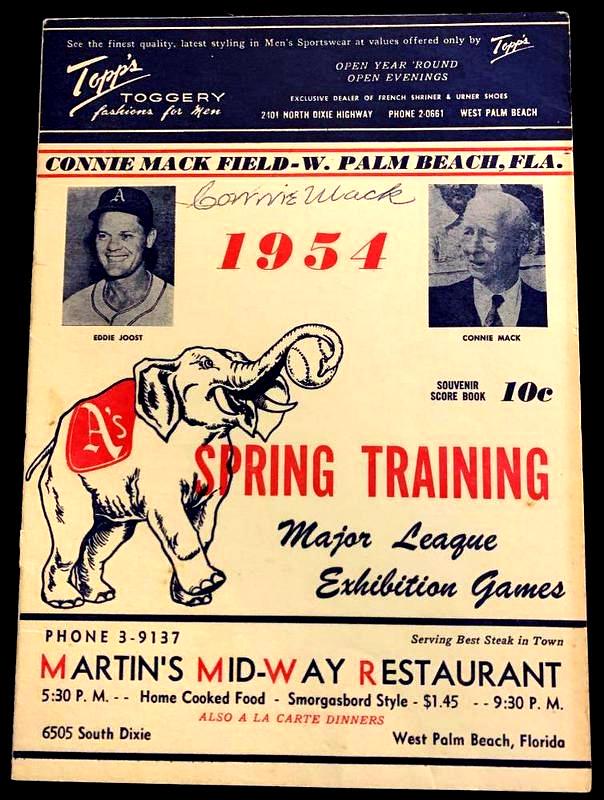 See the finest quality, latest styling in Men's Sportswear at values offered only by Topp's
Topp's
TOGGERY
fashions for Men
OPEN YEAR 'ROUND
OPEN EVENINGS
EXCLUSIVE DEALER OF FRENCH SHRINER & URNER SHOES
2101 NORTH DIXIE HIGHWAY PHONE 2-0661 WEST PALM BEACH
CONNIE MACK FIELD-W. PALM BEACH, FLA.
Connie Mack
A
1954
EDDIE JOOST
CONNIE MACK
SOUVENIR
SCORE BOOK 10c
A's
SPRING TRAINING
Major League
Exhibition Games
PHONE 3-9137
Serving Best Steak in Town
MARTIN'S MID-WAY RESTAURANT
5:30 P. M. - - Home Cooked Food - Smorgasbord Style - $1.45 - - 9:30 P. M.
ALSO A LA CARTE DINNERS
6505 South Dixie
West Palm Beach, Florida